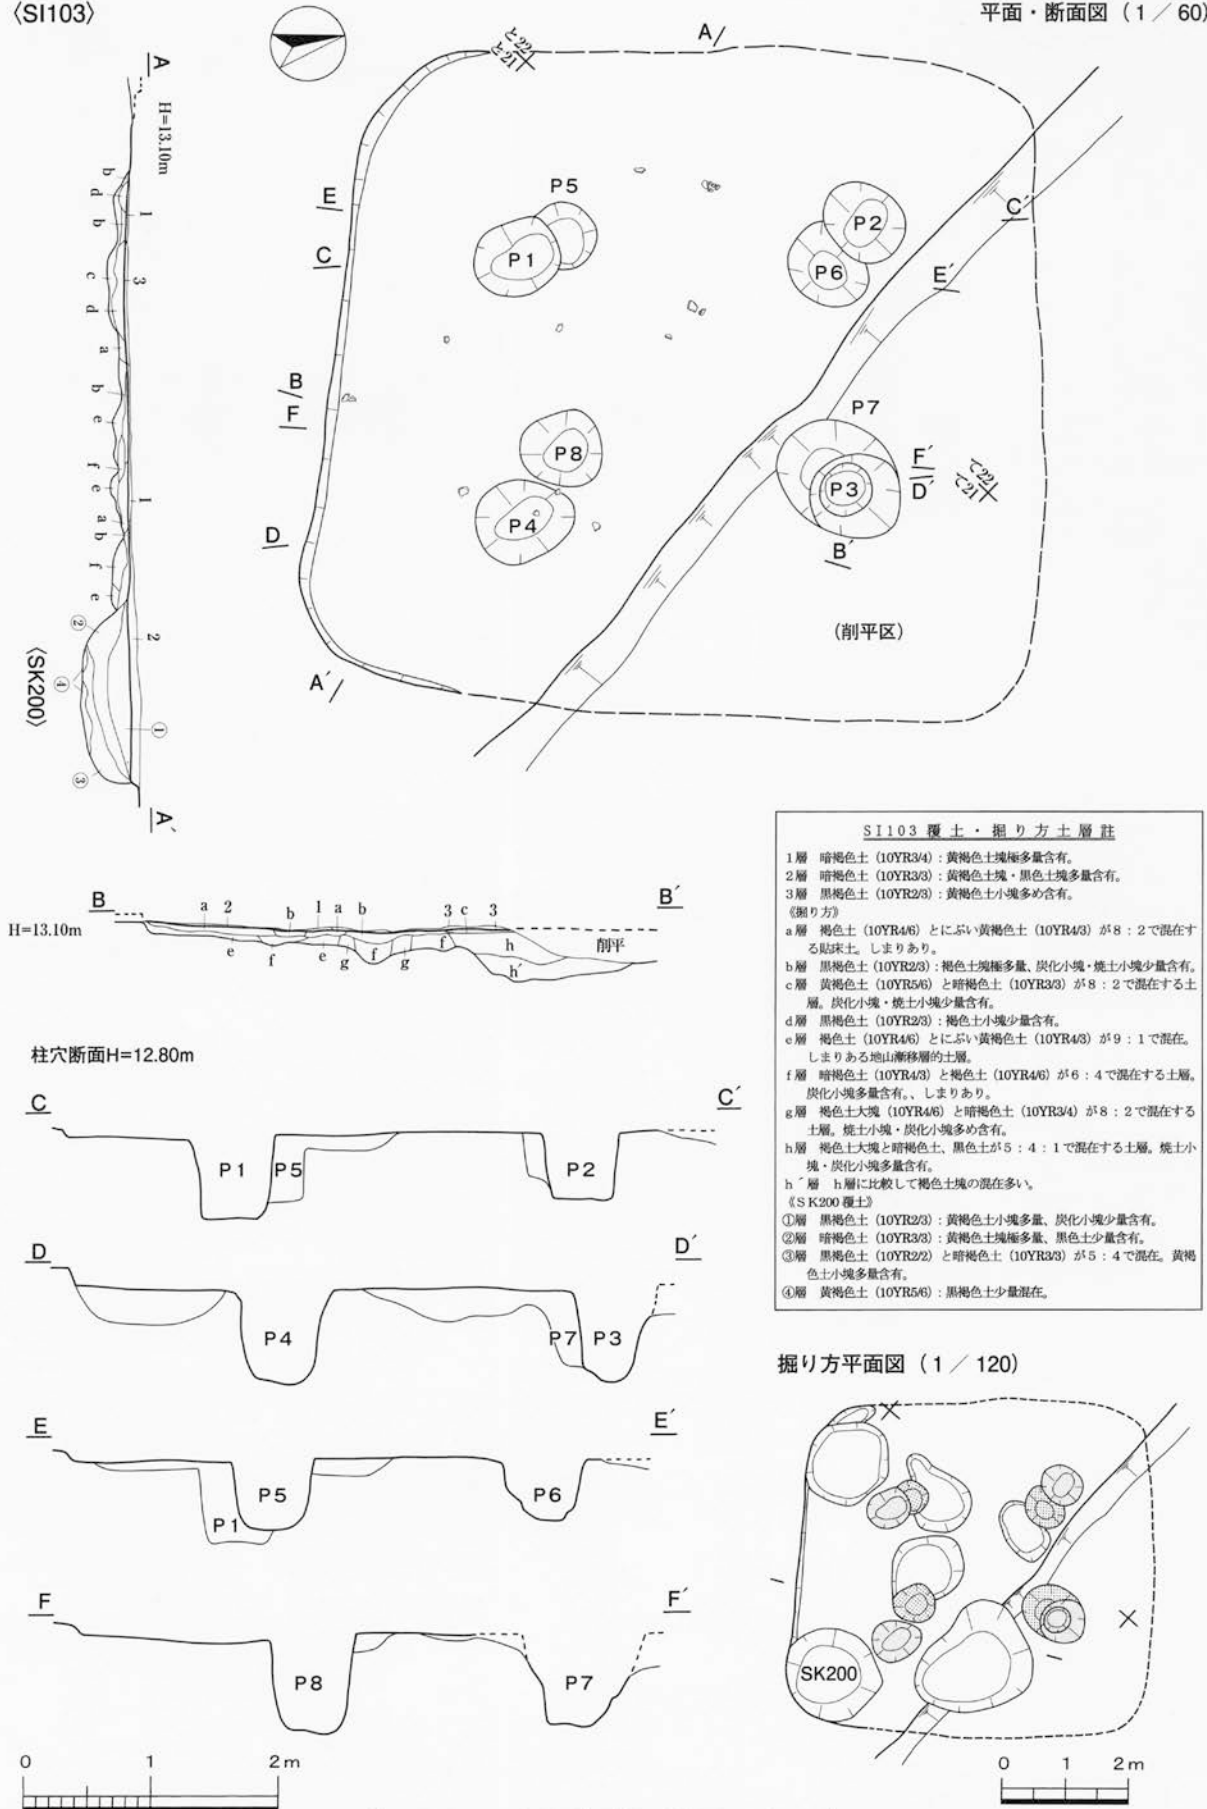 〈SI103〉
平面・断面図（1／60）
A
H=13.10m
b
d
b
c
d
a
b
e
f
e
a
b
f
e
1
3
1
2
②
④
①
③
〈SK200〉
A′
と22
と21
A
E
C
B
F
D
A′
P5
P1
P2
P6
C′
E′
P7
P8
P3
P4
F′
D′
B′
て22
て21
(削平区)
B
H=13.10m
a 2 b 1 a b 3 c 3
e f e g f g f h
h′
削平
B′
柱穴断面H=12.80m
C
P1 P5 P2
C′
D
P4 P7 P3
D′
E
P1 P5 P6
E′
F
P8 P7
F′
0 1 2m
SI103 覆土・掘り方土層註
1層 暗褐色土（10YR3/4）：黄褐色土塊極多量含有。
2層 暗褐色土（10YR3/3）：黄褐色土塊・黒色土塊多量含有。
3層 黒褐色土（10YR2/3）：黄褐色土小塊多め含有。
《掘り方》
a層 褐色土（10YR4/6）とにぶい黄褐色土（10YR4/3）が8：2で混在す
る貼床土。しまりあり。
b層 黒褐色土（10YR2/3）：褐色土塊極多量、炭化小塊・焼土小塊少量含有。
c層 黄褐色土（10YR5/6）と暗褐色土（10YR3/3）が8：2で混在する土
層。炭化小塊・焼土小塊少量含有。
d層 黒褐色土（10YR2/3）：褐色土小塊少量含有。
e層 褐色土（10YR4/6）とにぶい黄褐色土（10YR4/3）が9：1で混在。
しまりある地山漸移層的土層。
f層 暗褐色土（10YR4/3）と褐色土（10YR4/6）が6：4で混在する土層。
炭化小塊多量含有。、しまりあり。
g層 褐色土大塊（10YR4/6）と暗褐色土（10YR3/4）が8：2で混在する
土層。焼土小塊・炭化小塊多め含有。
h層 褐色土大塊と暗褐色土、黒色土が5：4：1で混在する土層。焼土小
塊・炭化小塊多量含有。
h´層 h層に比較して褐色土塊の混在多い。
《SK200覆土》
①層 黒褐色土（10YR2/3）：黄褐色土小塊多量、炭化小塊少量含有。
②層 暗褐色土（10YR3/3）：黄褐色土塊極多量、黒色土少量含有。
③層 黒褐色土（10YR2/2）と暗褐色土（10YR3/3）が5：4で混在。黄褐
色土小塊多量含有。
④層 黄褐色土（10YR5/6）：黒褐色土少量混在。
掘り方平面図（1／120）
SK200
0 1 2m